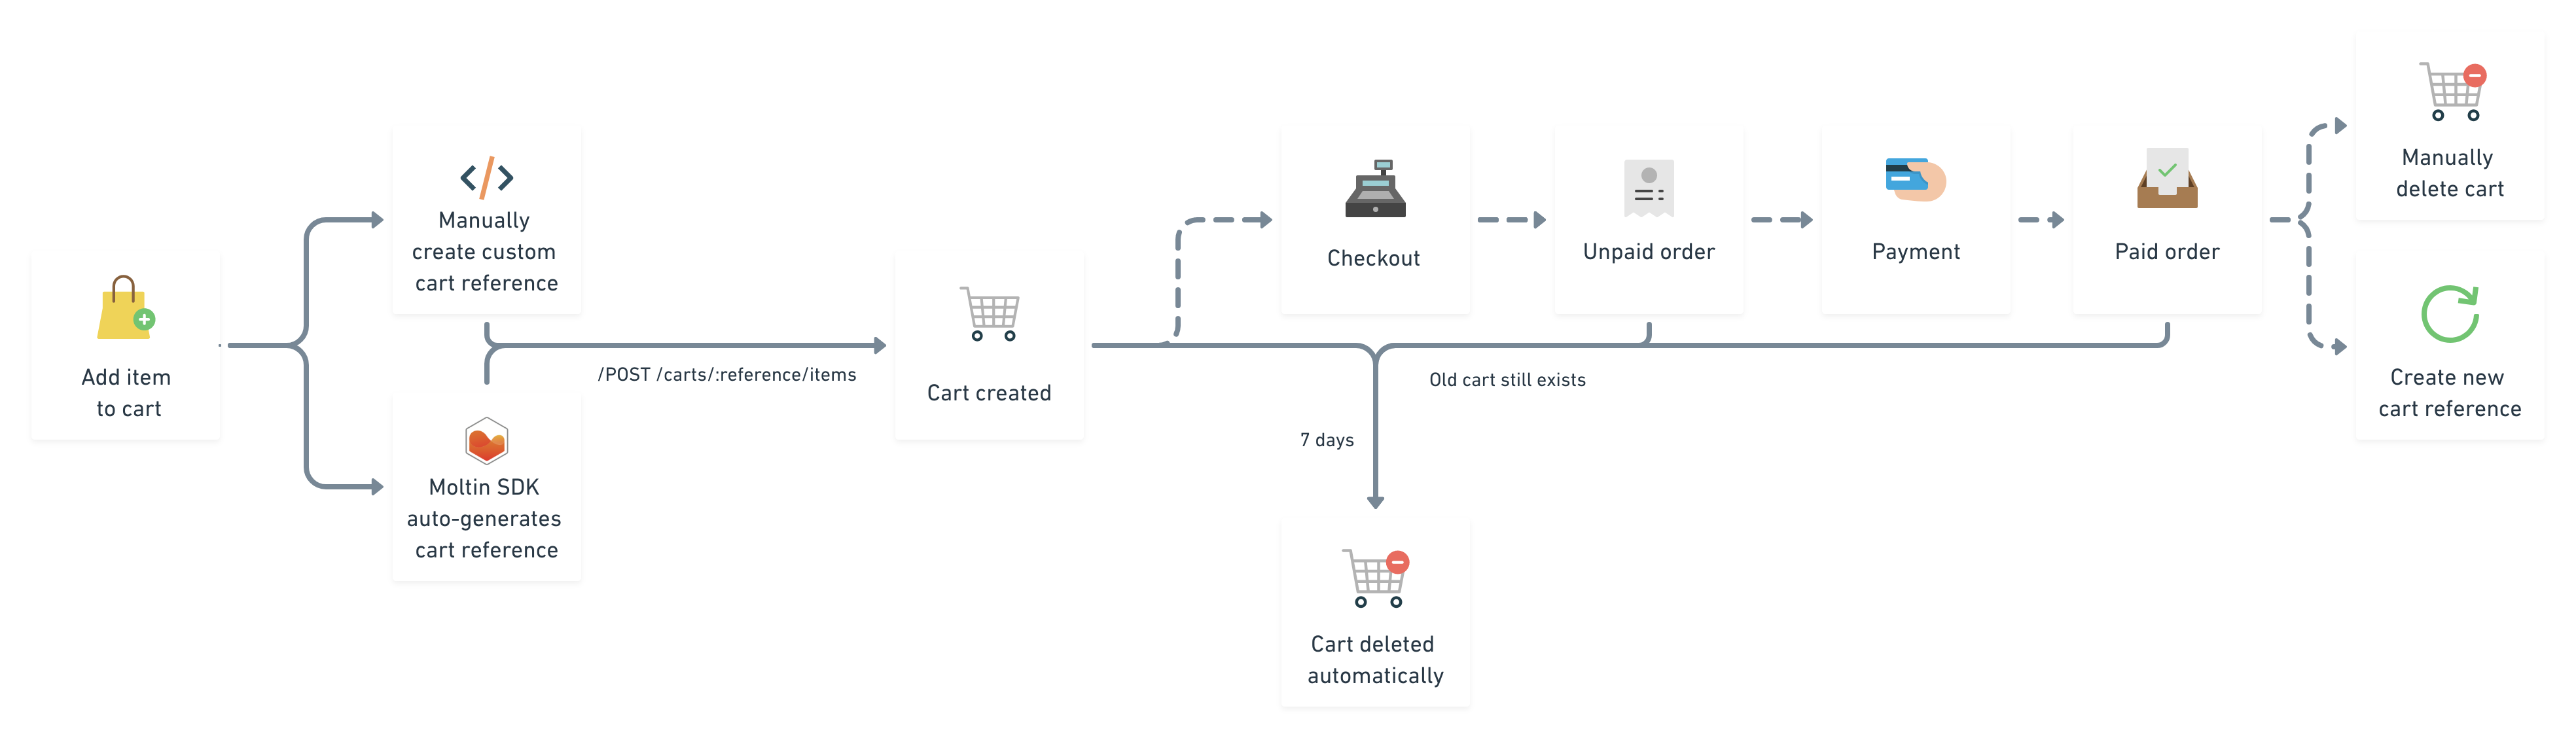 Add item
to cart
Manually
create custom
cart reference
Moltin SDK
auto-generates
cart reference
/POST /carts/:reference/items
Cart created
Checkout
Unpaid order
Payment
Paid order
Old cart still exists
7 days
Cart deleted
automatically
Manually
delete cart
Create new
cart reference